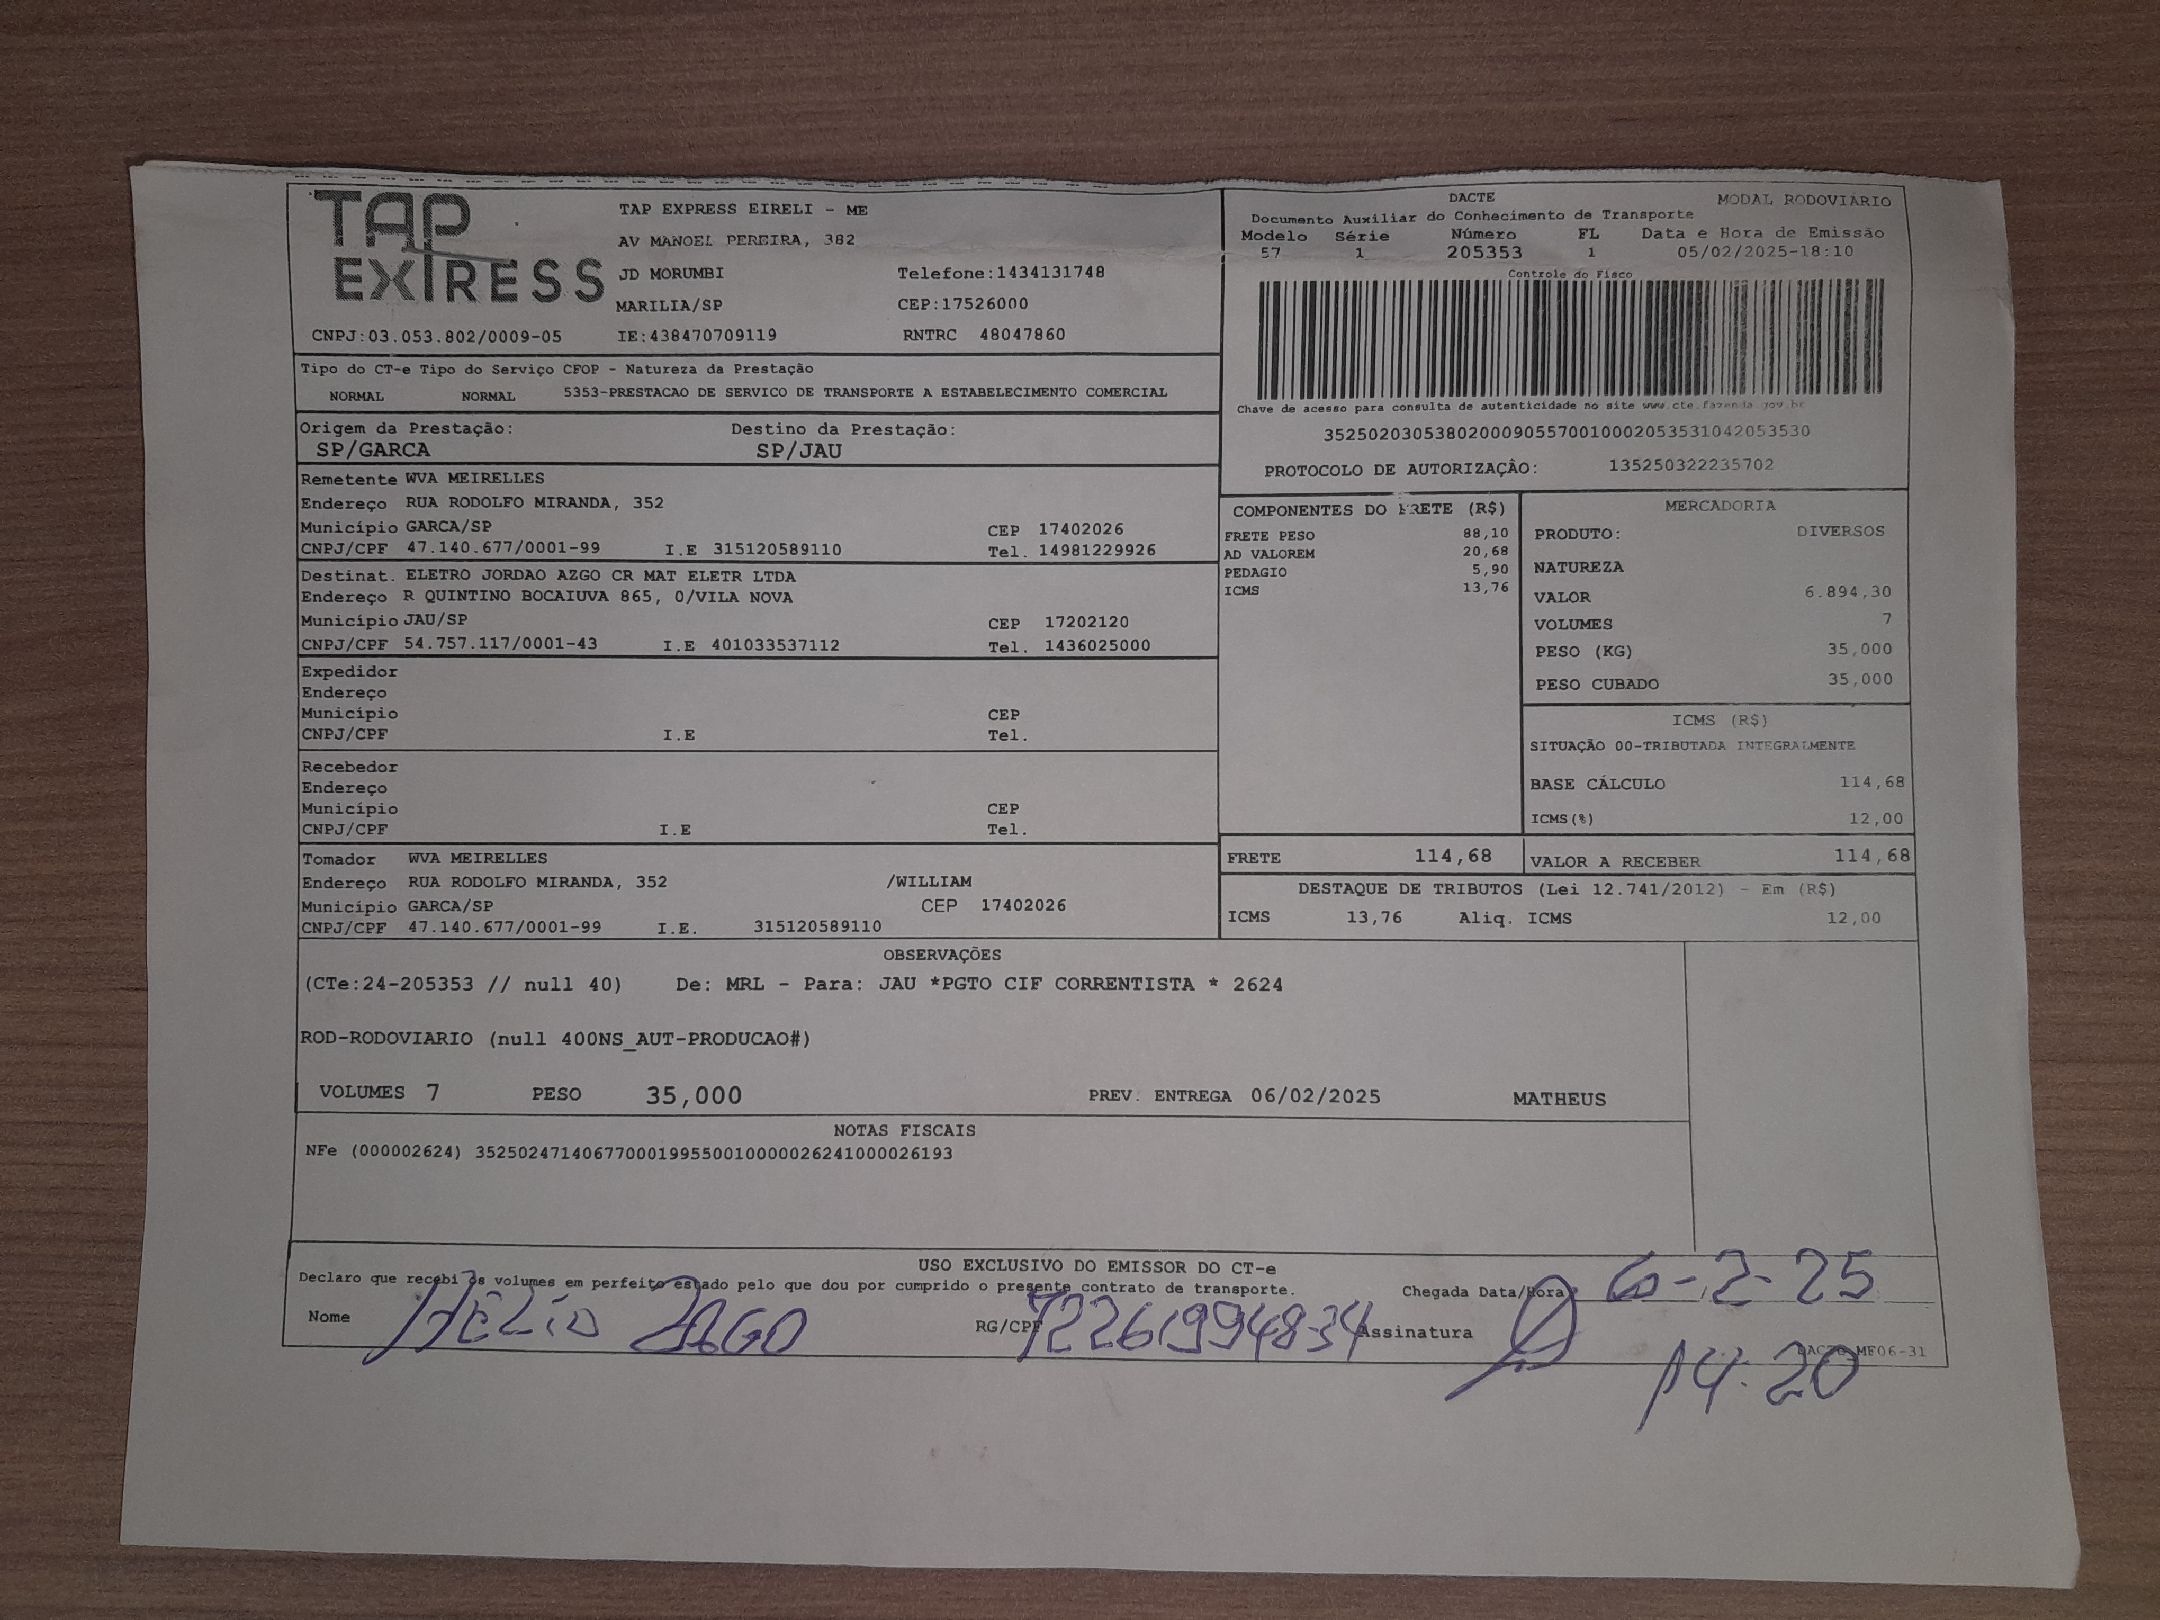 TAP
EXPRESS
TAP EXPRESS EIRELI - ME
AV MANOEL PEREIRA, 382
JD MORUMBI Telefone:1434131748
MARILIA/SP CEP:17526000
CNPJ:03.053.802/0009-05 IE:438470709119 RNTRC 48047860
DACTE MODAL RODOVIÁRIO
Documento Auxiliar do Conhecimento de Transporte
Modelo Série Número FL Data e Hora de Emissão
57 1 205353 1 05/02/2025-18:10
Controle do Fisco
Chave de acesso para consulta de autenticidade no site www.cte.fazenda.gov.br
35250203053802000905570010002053531042053530
PROTOCOLO DE AUTORIZAÇÃO: 135250322235702
Tipo do CT-e Tipo do Serviço CFOP - Natureza da Prestação
NORMAL NORMAL 5353-PRESTACAO DE SERVICO DE TRANSPORTE A ESTABELECIMENTO COMERCIAL
Origem da Prestação: Destino da Prestação:
SP/GARCA SP/JAU
Remetente WVA MEIRELLES
Endereço RUA RODOLFO MIRANDA, 352
Município GARCA/SP CEP 17402026
CNPJ/CPF 47.140.677/0001-99 I.E 315120589110 Tel. 14981229926
Destinat. ELETRO JORDAO AZGO CR MAT ELETR LTDA
Endereço R QUINTINO BOCAIUVA 865, 0/VILA NOVA
Município JAU/SP CEP 17202120
CNPJ/CPF 54.757.117/0001-43 I.E 401033537112 Tel. 1436025000
Expedidor
Endereço
Município CEP
CNPJ/CPF I.E Tel.
Recebedor
Endereço
Município CEP
CNPJ/CPF I.E Tel.
Tomador WVA MEIRELLES
Endereço RUA RODOLFO MIRANDA, 352 /WILLIAM
Município GARCA/SP CEP 17402026
CNPJ/CPF 47.140.677/0001-99 I.E. 315120589110
COMPONENTES DO FRETE (R$)
FRETE PESO 88,10
AD VALOREM 20,68
PEDAGIO 5,90
ICMS 13,76
MERCADORIA
PRODUTO: DIVERSOS
NATUREZA
VALOR 6.894,30
VOLUMES 7
PESO (KG) 35,000
PESO CUBADO 35,000
ICMS (R$)
SITUAÇÃO 00-TRIBUTADA INTEGRALMENTE
BASE CÁLCULO 114,68
ICMS(%) 12,00
FRETE 114,68 VALOR A RECEBER 114,68
DESTAQUE DE TRIBUTOS (Lei 12.741/2012) - Em (R$)
ICMS 13,76 Aliq. ICMS 12,00
OBSERVAÇÕES
(CTe:24-205353 // null 40) De: MRL - Para: JAU *PGTO CIF CORRENTISTA * 2624
ROD-RODOVIARIO (null 400NS_AUT-PRODUCAO#)
VOLUMES 7 PESO 35,000 PREV. ENTREGA 06/02/2025 MATHEUS
NOTAS FISCAIS
NFe (000002624) 35250247140677000199550010000026241000026193
USO EXCLUSIVO DO EMISSOR DO CT-e
Declaro que recebi os volumes em perfeito estado pelo que dou por cumprido o presente contrato de transporte. Chegada Data/Hora 6-2-25
Nome HÉLIO ZAGO RG/CPF 72261994834 Assinatura
14:20